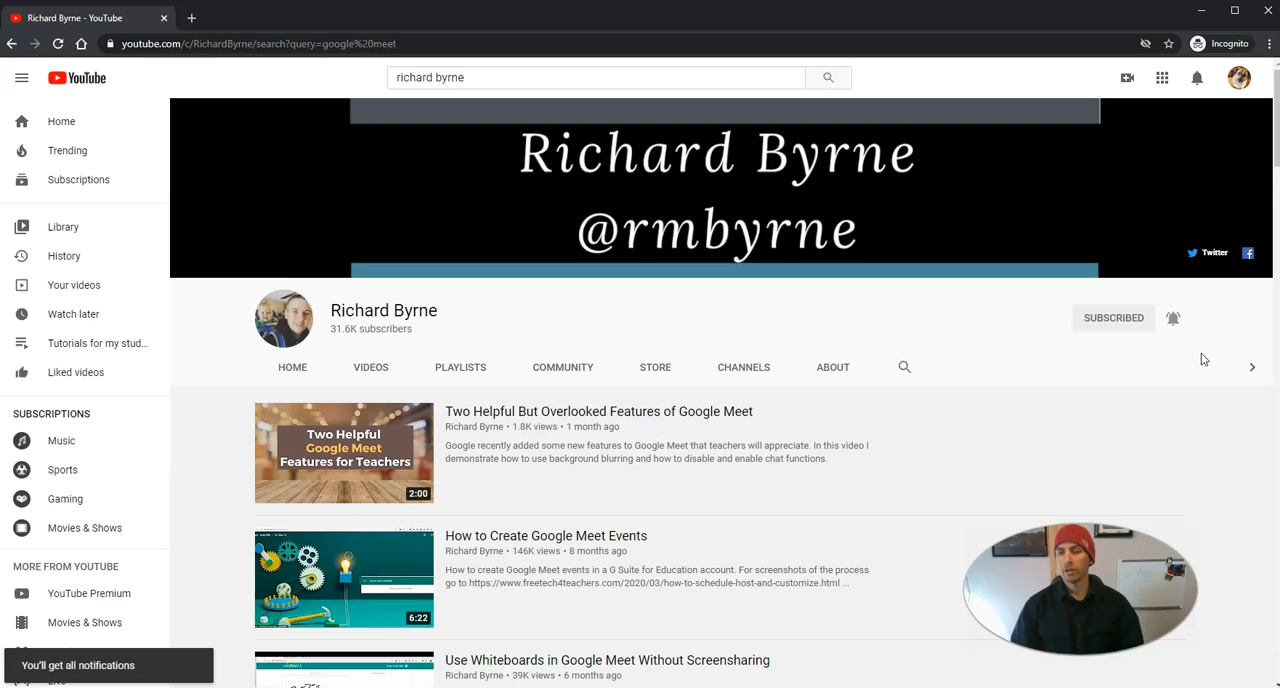 Richard Byrne - YouTube
youtube.com/c/RichardByrne/search?query=google%20meet
Incognito
YouTube
richard byrne
Home
Trending
Subscriptions
Library
History
Your videos
Watch later
Tutorials for my stud...
Liked videos
SUBSCRIPTIONS
Music
Sports
Gaming
Movies & Shows
MORE FROM YOUTUBE
YouTube Premium
Movies & Shows
You'll get all notifications
Richard Byrne
@rmbyrne
Twitter
Richard Byrne
31.6K subscribers
SUBSCRIBED
HOME
VIDEOS
PLAYLISTS
COMMUNITY
STORE
CHANNELS
ABOUT
Two Helpful
Google Meet
Features for Teachers
2:00
Two Helpful But Overlooked Features of Google Meet
Richard Byrne • 1.8K views • 1 month ago
Google recently added some new features to Google Meet that teachers will appreciate. In this video I
demonstrate how to use background blurring and how to disable and enable chat functions.
6:22
How to Create Google Meet Events
Richard Byrne • 146K views • 8 months ago
How to create Google Meet events in a G Suite for Education account. For screenshots of the process
go to https://www.freetech4teachers.com/2020/03/how-to-schedule-host-and-customize.html ...
Use Whiteboards in Google Meet Without Screensharing
Richard Byrne • 39K views • 6 months ago